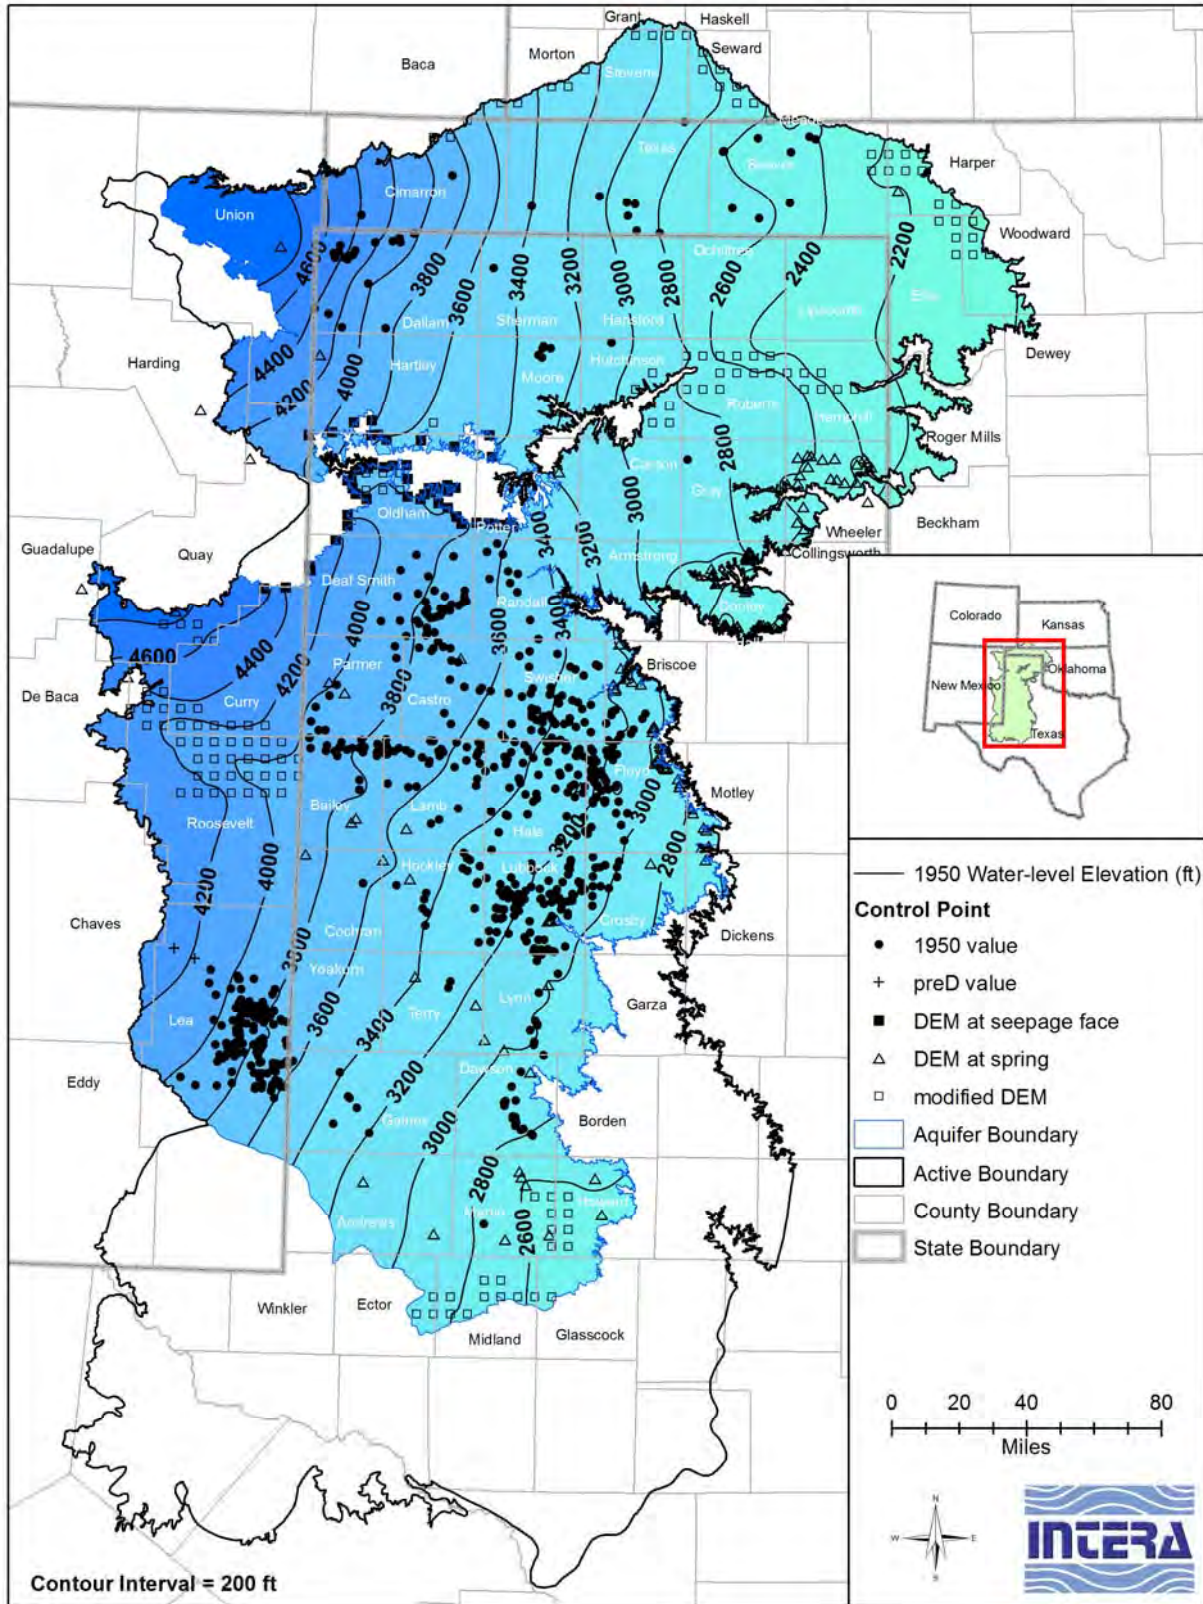 Grant
Haskell
Morton
Seward
Baca
Stevens
Texas
Beaver
Harper
Cimarron
Union
Woodward
4600
3800
3600
3400
3200
3000
2800
2600
2400
2200
Ochiltree
Ellis
Lipscomb
Dallam
Sherman
Hansford
Dewey
Harding
4400
4200
4000
Hartley
Moore
Hutchinson
Roberts
Hemphill
Roger Mills
Carson
2800
Gray
3000
Oldham
Potter
3400
3200
Wheeler
Beckham
Guadalupe
Quay
Armstrong
Collingsworth
Deaf Smith
Randall
Donley
4000
3600
3400
4600
4400
4200
Parmer
3800
Swisher
Briscoe
De Baca
Curry
Castro
Floyd
Motley
Bailey
Lamb
Hale
3000
Roosevelt
3200
2800
4200
4000
Hockley
Lubbock
Crosby
Chaves
Cochran
Dickens
3800
Yoakum
3600
Lynn
Garza
Lea
3400
Terry
Eddy
3200
Dawson
Gaines
Borden
3000
2800
Andrews
Martin
Howard
2600
Winkler
Ector
Midland
Glasscock
Contour Interval = 200 ft
Colorado
Kansas
New Mexico
Oklahoma
Texas
1950 Water-level Elevation (ft)
Control Point
1950 value
preD value
DEM at seepage face
DEM at spring
modified DEM
Aquifer Boundary
Active Boundary
County Boundary
State Boundary
0 20 40 80
Miles
N
W E
S
INTERA